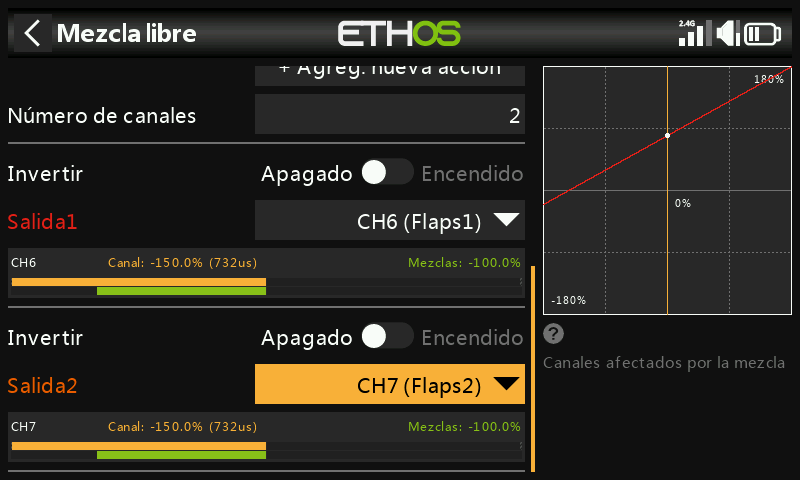 Mezcla libre
ETHOS
2.4G
+ Agreg. nueva acción
Número de canales
2
Invertir
Apagado
Encendido
Salida1
CH6 (Flaps1)
CH6
Canal: -150.0% (732us)
Mezclas: -100.0%
Invertir
Apagado
Encendido
Salida2
CH7 (Flaps2)
CH7
Canal: -150.0% (732us)
Mezclas: -100.0%
180%
0%
-180%
?
Canales afectados por la mezcla